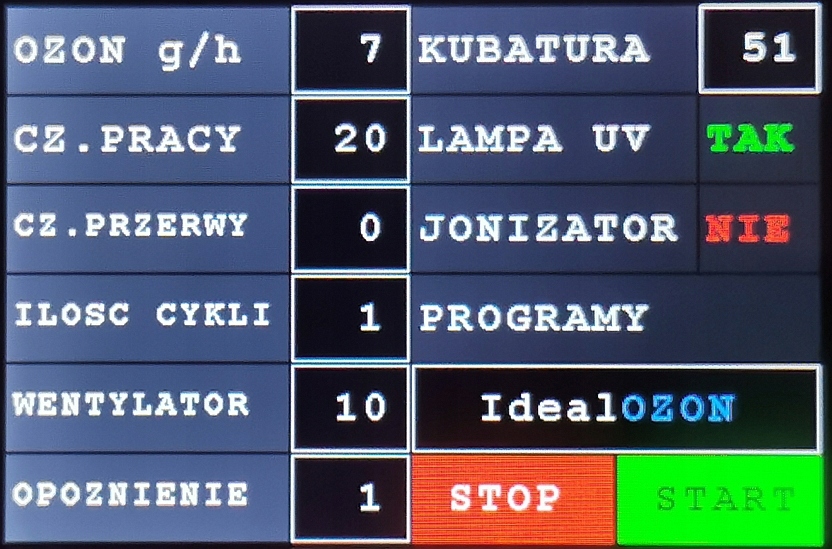 OZON g/h 7 KUBATURA 51
CZ.PRACY 20 LAMPA UV TAK
CZ.PRZERWY 0 JONIZATOR NIE
ILOSC CYKLI 1 PROGRAMY
WENTYLATOR 10 IdealOZON
OPOZNIENIE 1 STOP START